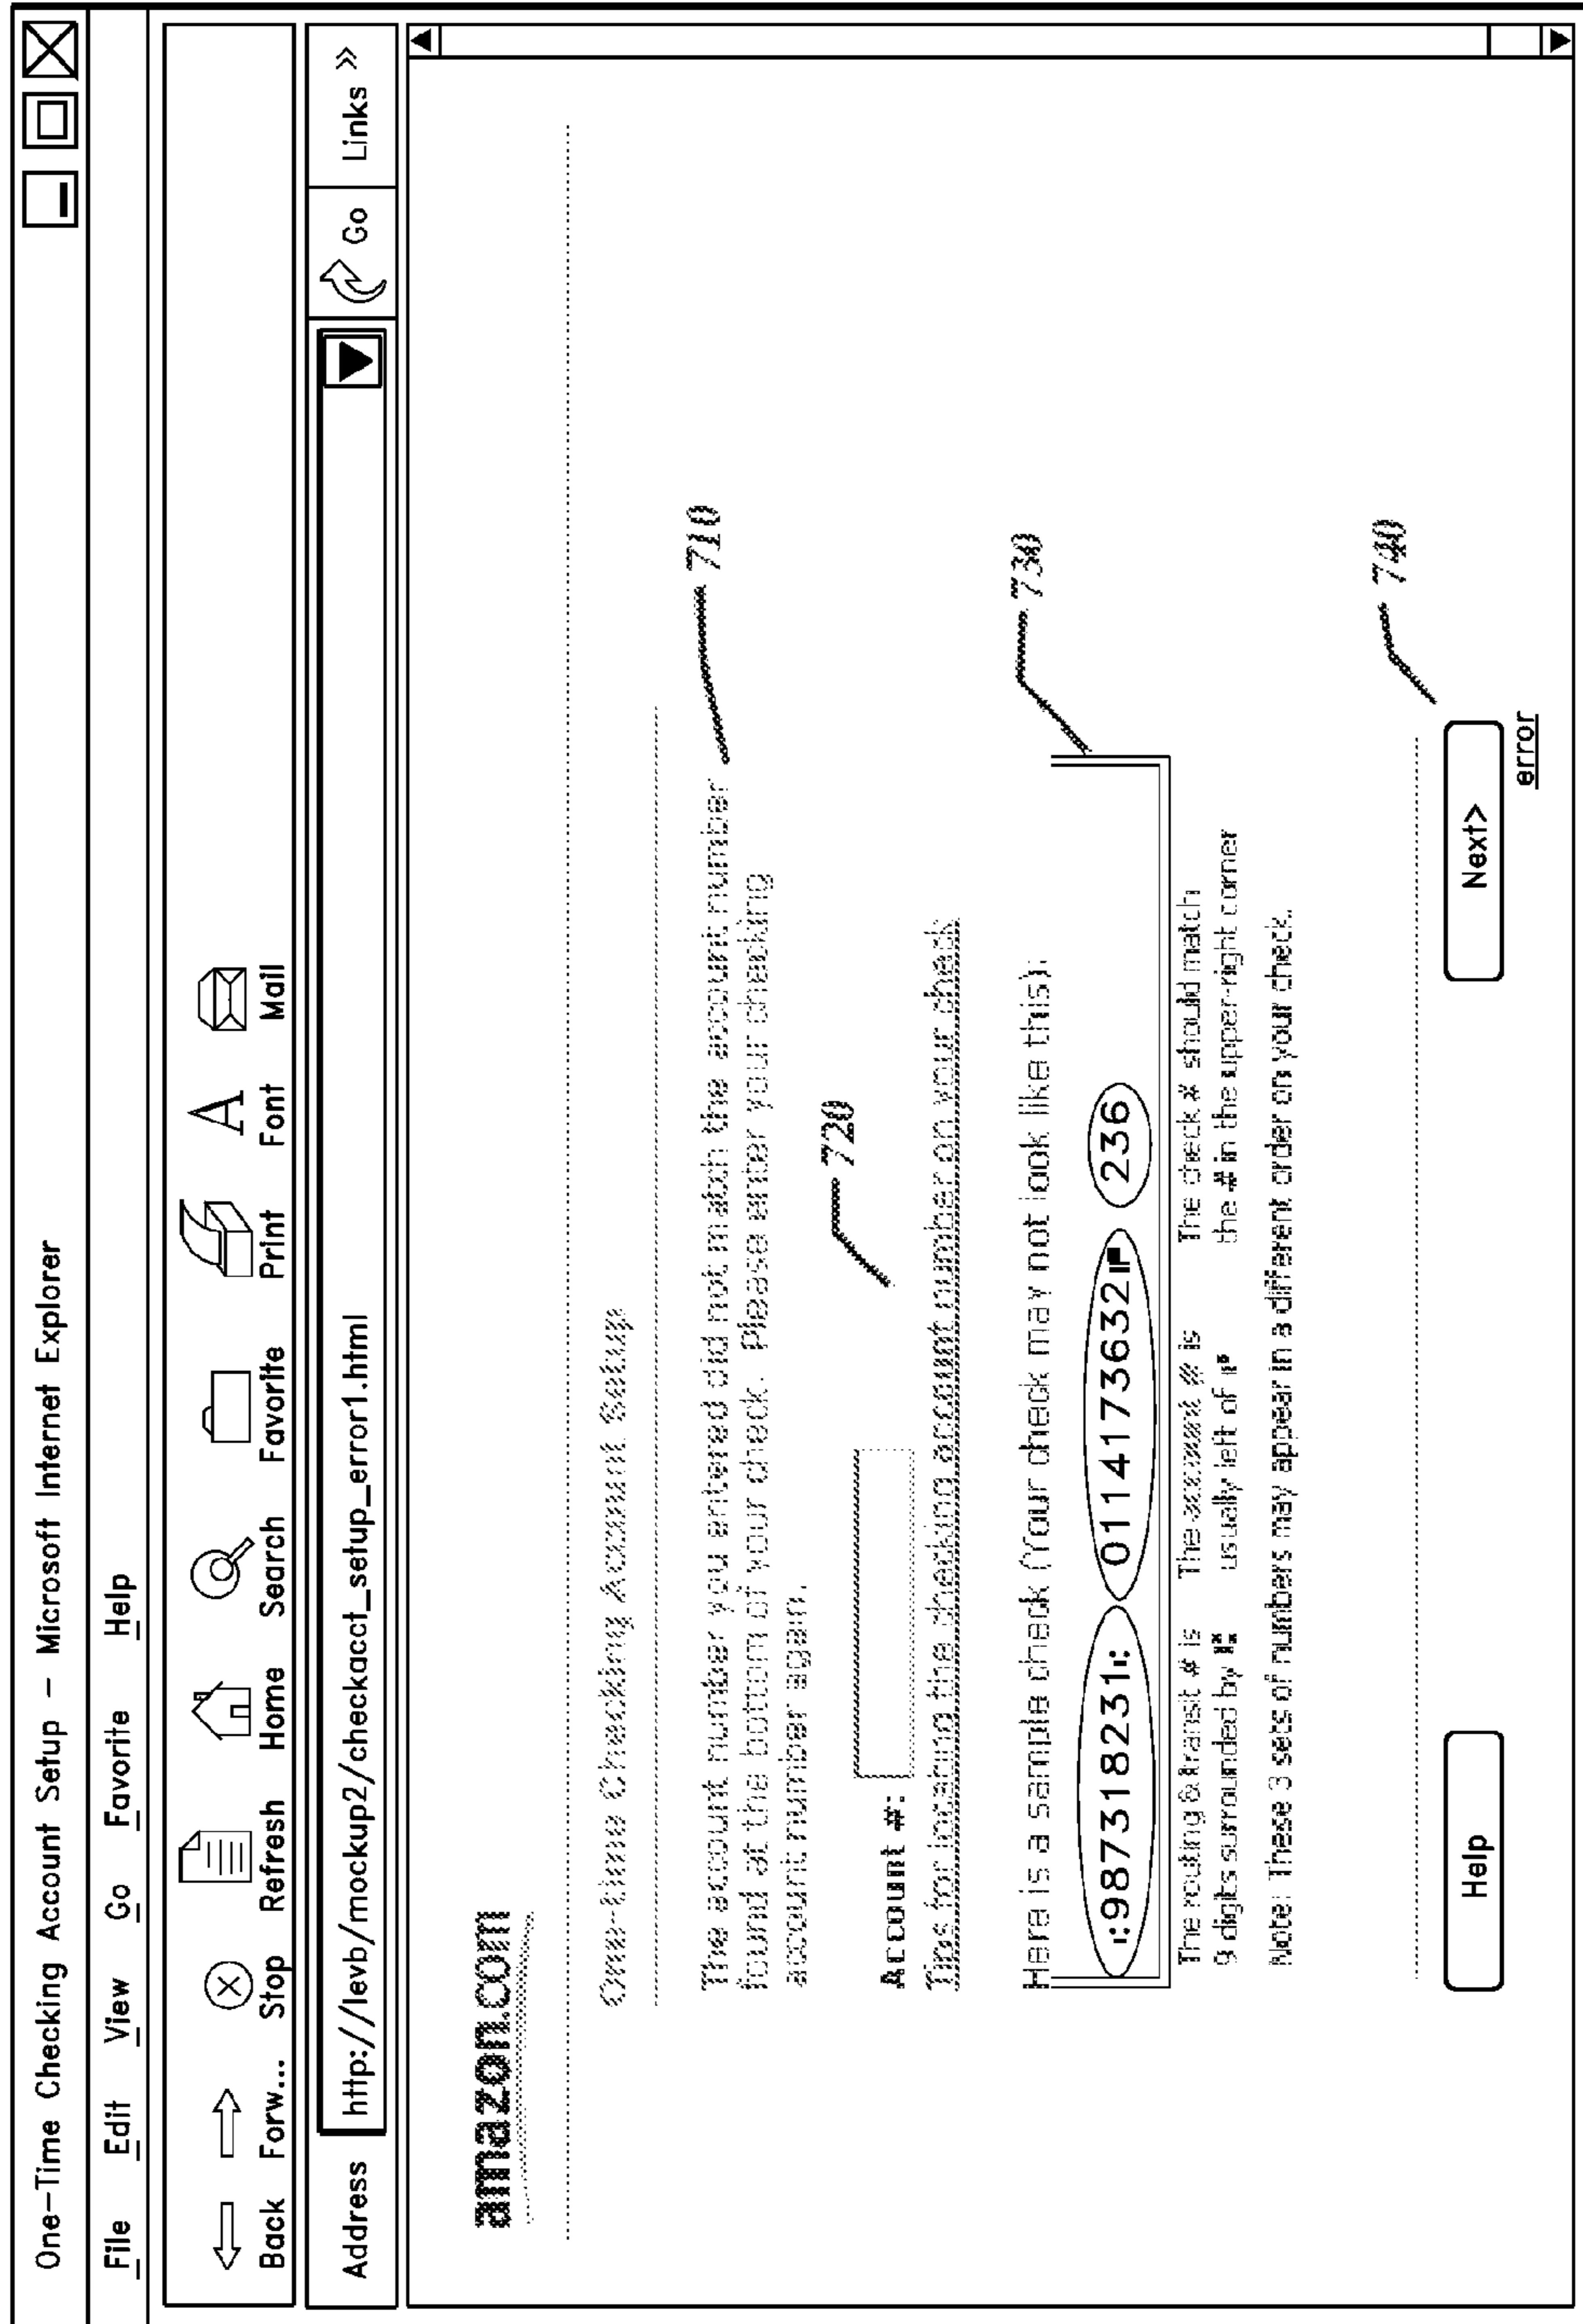 One-Time Checking Account Setup - Microsoft Internet Explorer
File Edit View Go Favorite Help
Back Forw... Stop Refresh Home Search Favorite Print Font Mail
Address http://levb/mockup2/checkacct_setup_error1.html Go Links »
amazon.com
One-time Checking Account Setup
The account number you entered did not match the account number 710
found at the bottom of your check. Please enter your checking
account number again.
720
Account #:
Tips for locating the checking account number on your check
Here is a sample check (Your check may not look like this): 730
⑆987318231⑆ 0114173632⑈ 236
The routing & transit # is The account # is The check # should match
9 digits surrounded by ⑆ usually left of ⑈ the # in the upper-right corner
Note: These 3 sets of numbers may appear in a different order on your check.
740
Help Next>
error